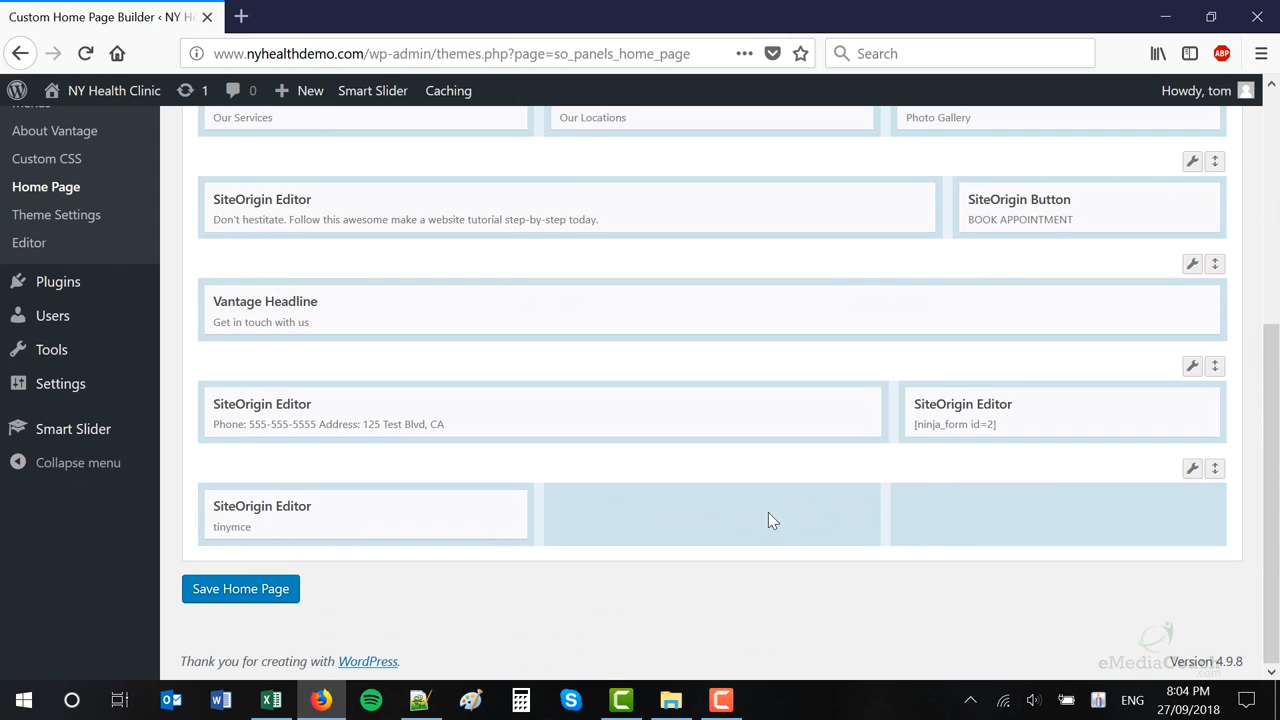 Custom Home Page Builder ‹ NY H
www.nyhealthdemo.com/wp-admin/themes.php?page=so_panels_home_page
Search
ABP
NY Health Clinic
1
0
New
Smart Slider
Caching
Howdy, tom
Menus
About Vantage
Custom CSS
Home Page
Theme Settings
Editor
Plugins
Users
Tools
Settings
Smart Slider
Collapse menu
Our Services
Our Locations
Photo Gallery
SiteOrigin Editor
Don't hestitate. Follow this awesome make a website tutorial step-by-step today.
SiteOrigin Button
BOOK APPOINTMENT
Vantage Headline
Get in touch with us
SiteOrigin Editor
Phone: 555-555-5555 Address: 125 Test Blvd, CA
SiteOrigin Editor
[ninja_form id=2]
SiteOrigin Editor
tinymce
Save Home Page
Thank you for creating with WordPress.
eMediaCoach
.com
Version 4.9.8
ENG
8:04 PM
27/09/2018